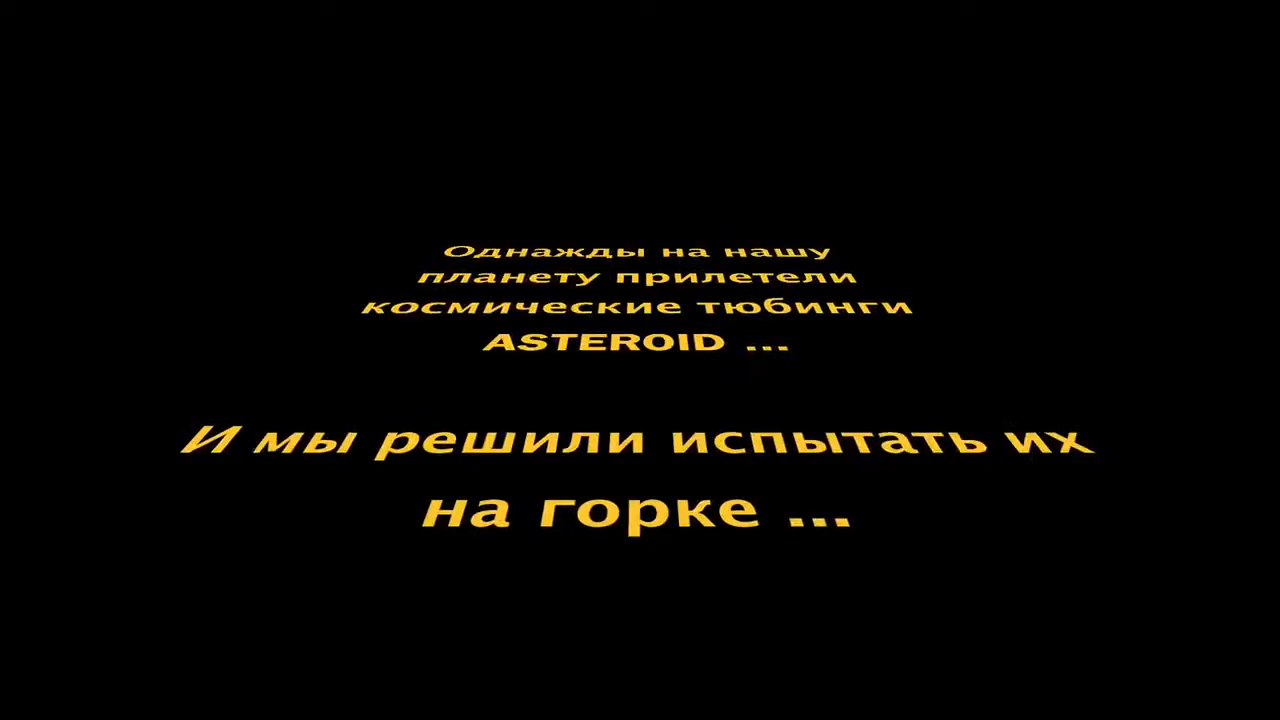 Однажды на нашу
планету прилетели
космические тюбинги
ASTEROID ...
И мы решили испытать их
на горке ...